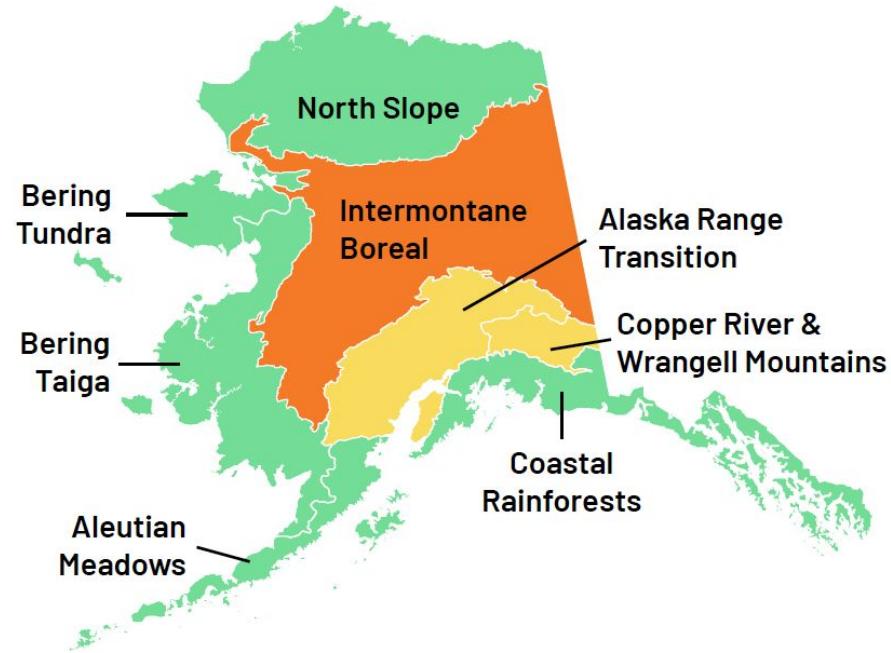 North Slope
Bering
Tundra
Intermontane
Boreal
Alaska Range
Transition
Copper River &
Wrangell Mountains
Bering
Taiga
Coastal
Rainforests
Aleutian
Meadows